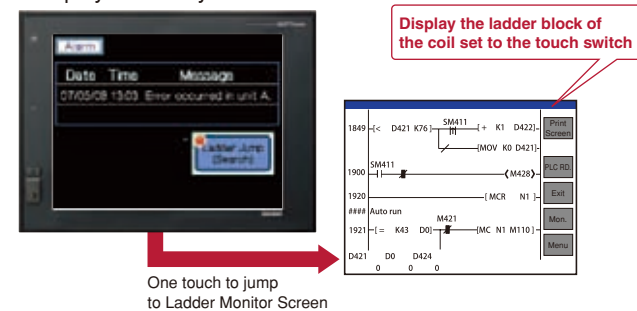 Display the ladder block of
the coil set to the touch switch
Alarm
Date Time Message
07/05/08 13:03 Error occurred in unit A.
Ladder Jump
(Search)
1849 [< D421 K76] SM411 [+ K1 D422]
[MOV K0 D421]
1900 SM411 (M428)
1920 [MCR N1]
#### Auto run
1921 [= K43 D0] M421 [MC N1 M110]
D421 D0 D424
0 0 0
Print
Screen
PLC RD.
Exit
Mon.
Menu
One touch to jump
to Ladder Monitor Screen